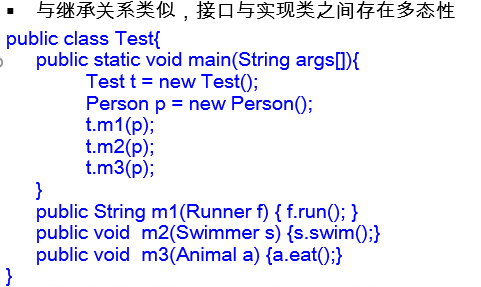 ▪ 与继承关系类似，接口与实现类之间存在多态性
public class Test{
public static void main(String args[]){
Test t = new Test();
Person p = new Person();
t.m1(p);
t.m2(p);
t.m3(p);
}
public String m1(Runner f) { f.run(); }
public void  m2(Swimmer s) {s.swim();}
public void  m3(Animal a) {a.eat();}
}